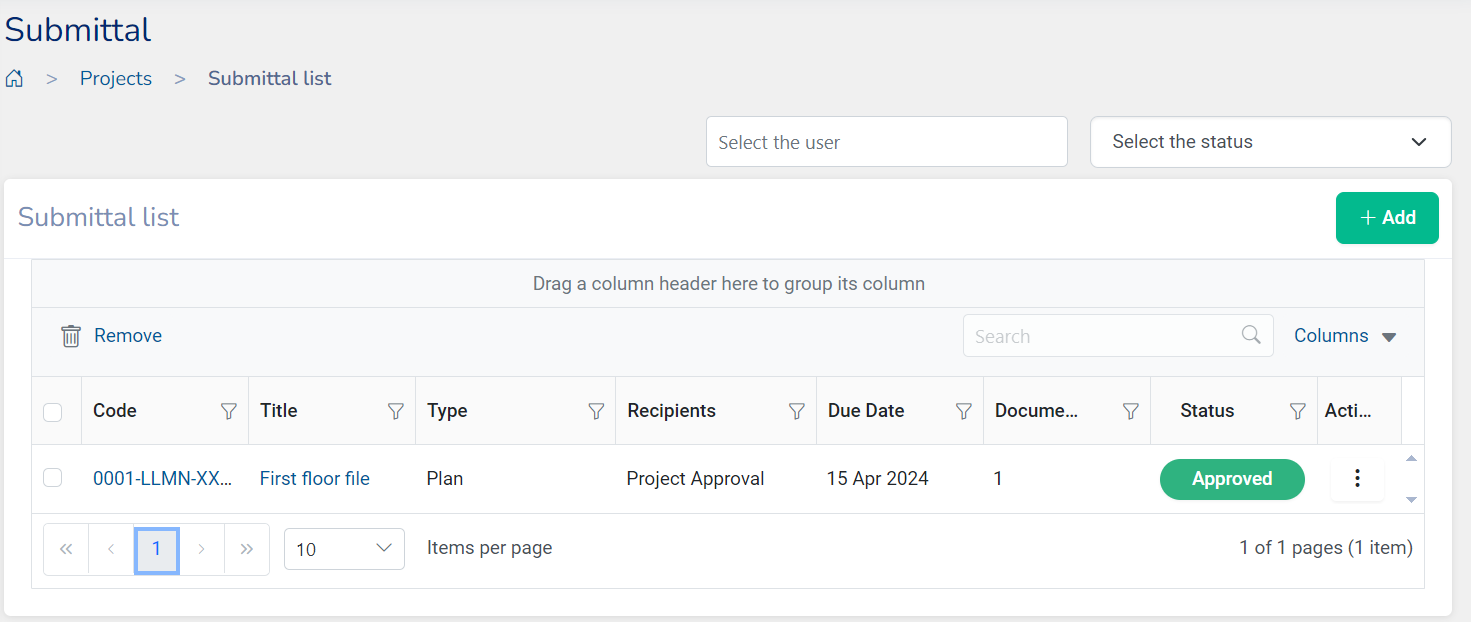 Submittal
> Projects > Submittal list
Select the user Select the status
Submittal list + Add
Drag a column header here to group its column
Remove Search Columns
Code Title Type Recipients Due Date Docume... Status Acti...
0001-LLMN-XX... First floor file Plan Project Approval 15 Apr 2024 1 Approved
« ‹ 1 › » 10 Items per page 1 of 1 pages (1 item)